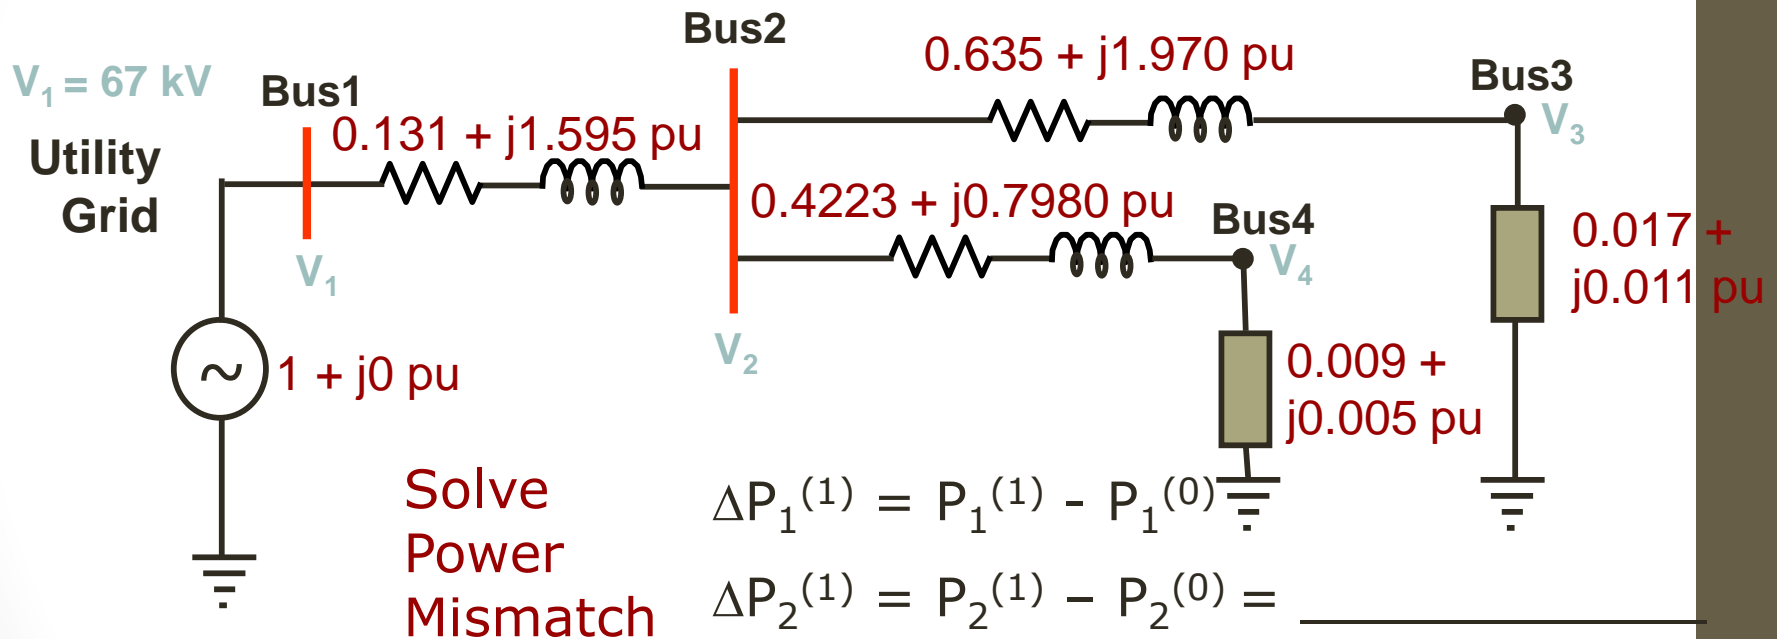 Bus2
0.635 + j1.970 pu
Bus3
V₁ = 67 kV
Bus1
V₃
0.131 + j1.595 pu
Utility
Grid
0.4223 + j0.7980 pu
Bus4
V₄
0.017 +
j0.011 pu
V₁
V₂
1 + j0 pu
0.009 +
j0.005 pu
Solve
Power
Mismatch
ΔP₁⁽¹⁾ = P₁⁽¹⁾ - P₁⁽⁰⁾
ΔP₂⁽¹⁾ = P₂⁽¹⁾ – P₂⁽⁰⁾ =